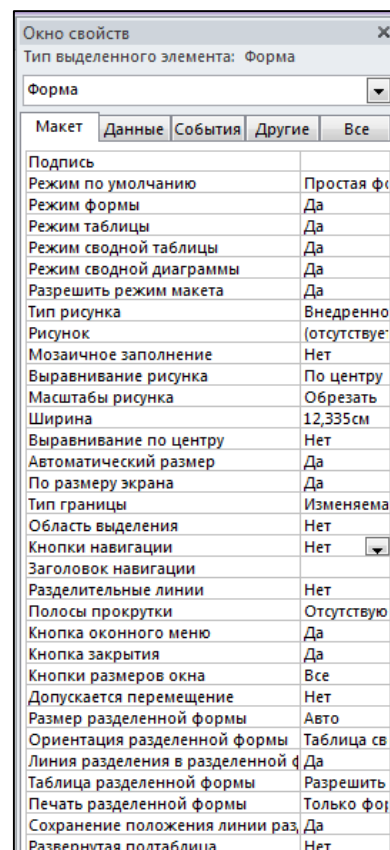 Окно свойств
Тип выделенного элемента: Форма
Форма
Макет Данные События Другие Все
Подпись
Режим по умолчанию Простая фо
Режим формы Да
Режим таблицы Да
Режим сводной таблицы Да
Режим сводной диаграммы Да
Разрешить режим макета Да
Тип рисунка Внедренно
Рисунок (отсутствует
Мозаичное заполнение Нет
Выравнивание рисунка По центру
Масштабы рисунка Обрезать
Ширина 12,335см
Выравнивание по центру Нет
Автоматический размер Да
По размеру экрана Да
Тип границы Изменяема
Область выделения Нет
Кнопки навигации Нет
Заголовок навигации
Разделительные линии Нет
Полосы прокрутки Отсутствую
Кнопка оконного меню Да
Кнопка закрытия Да
Кнопки размеров окна Все
Допускается перемещение Нет
Размер разделенной формы Авто
Ориентация разделенной формы Таблица св
Линия разделения в разделенной ф Да
Таблица разделенной формы Разрешить
Печать разделенной формы Только фор
Сохранение положения линии раз Да
Развернутая подтаблица Нет